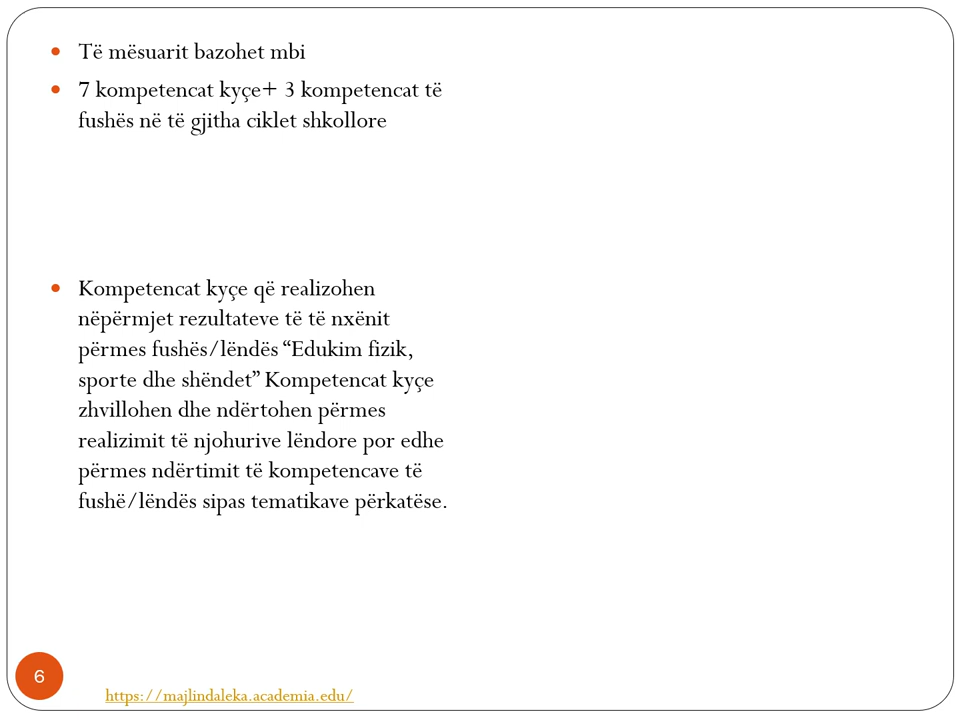 Të mësuarit bazohet mbi
7 kompetencat kyçe+ 3 kompetencat të
fushës në të gjitha ciklet shkollore
Kompetencat kyçe që realizohen
nëpërmjet rezultateve të të nxënit
përmes fushës/lëndës “Edukim fizik,
sporte dhe shëndet” Kompetencat kyçe
zhvillohen dhe ndërtohen përmes
realizimit të njohurive lëndore por edhe
përmes ndërtimit të kompetencave të
fushë/lëndës sipas tematikave përkatëse.
6
https://majlindaleka.academia.edu/